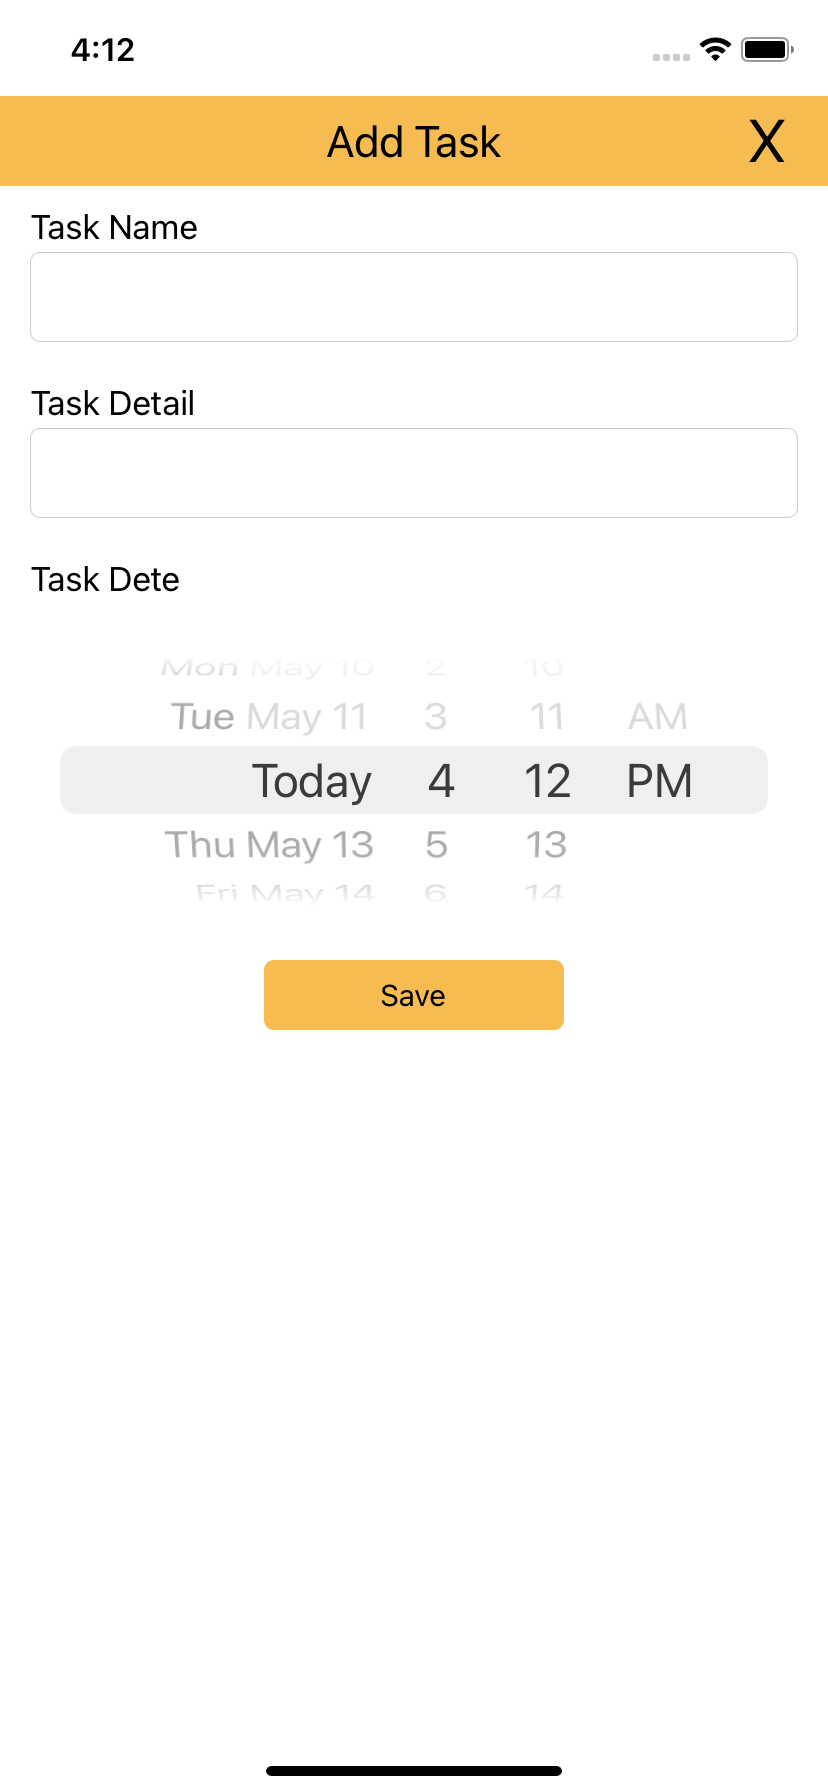 4:12
Add Task X
Task Name
Task Detail
Task Dete
Mon May 10 2 10
Tue May 11 3 11 AM
Today 4 12 PM
Thu May 13 5 13
Fri May 14 6 14
Save